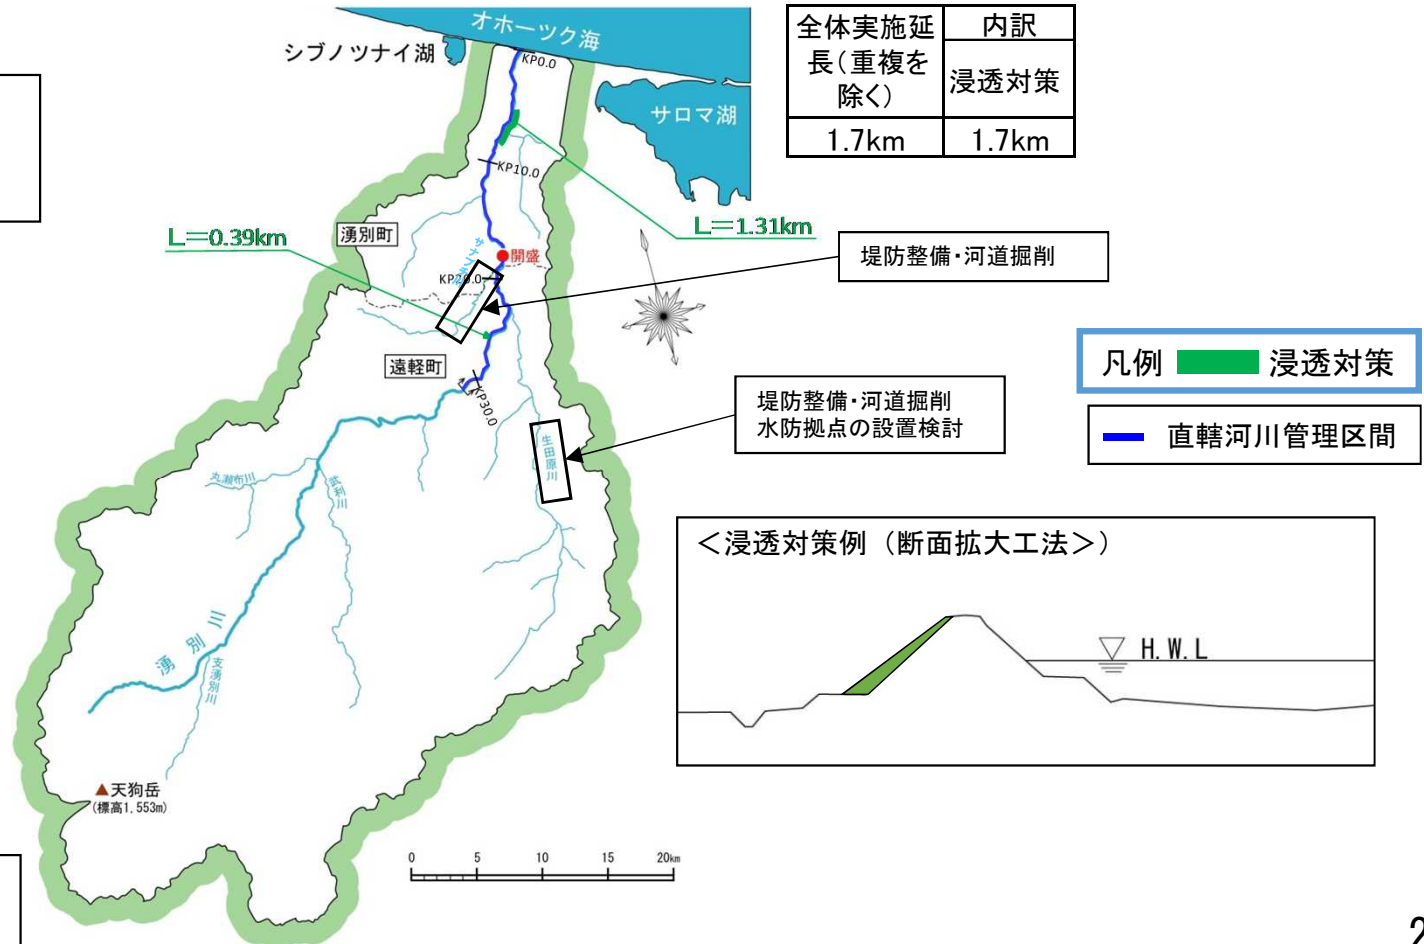 オホーツク海
シブノツナイ湖
KP0.0
サロマ湖
全体実施延
長(重複を
除く)
内訳
浸透対策
1.7km
1.7km
KP10.0
L=0.39km
湧別町
L=1.31km
開盛
堤防整備・河道掘削
遠軽町
KP30.0
凡例 浸透対策
堤防整備・河道掘削
水防拠点の設置検討
直轄河川管理区間
生田原川
丸瀬布川
武利川
<浸透対策例（断面拡大工法>）
H.W.L
湧別川
支湧別川
▲天狗岳
(標高1,553m)
0 5 10 15 20km
2